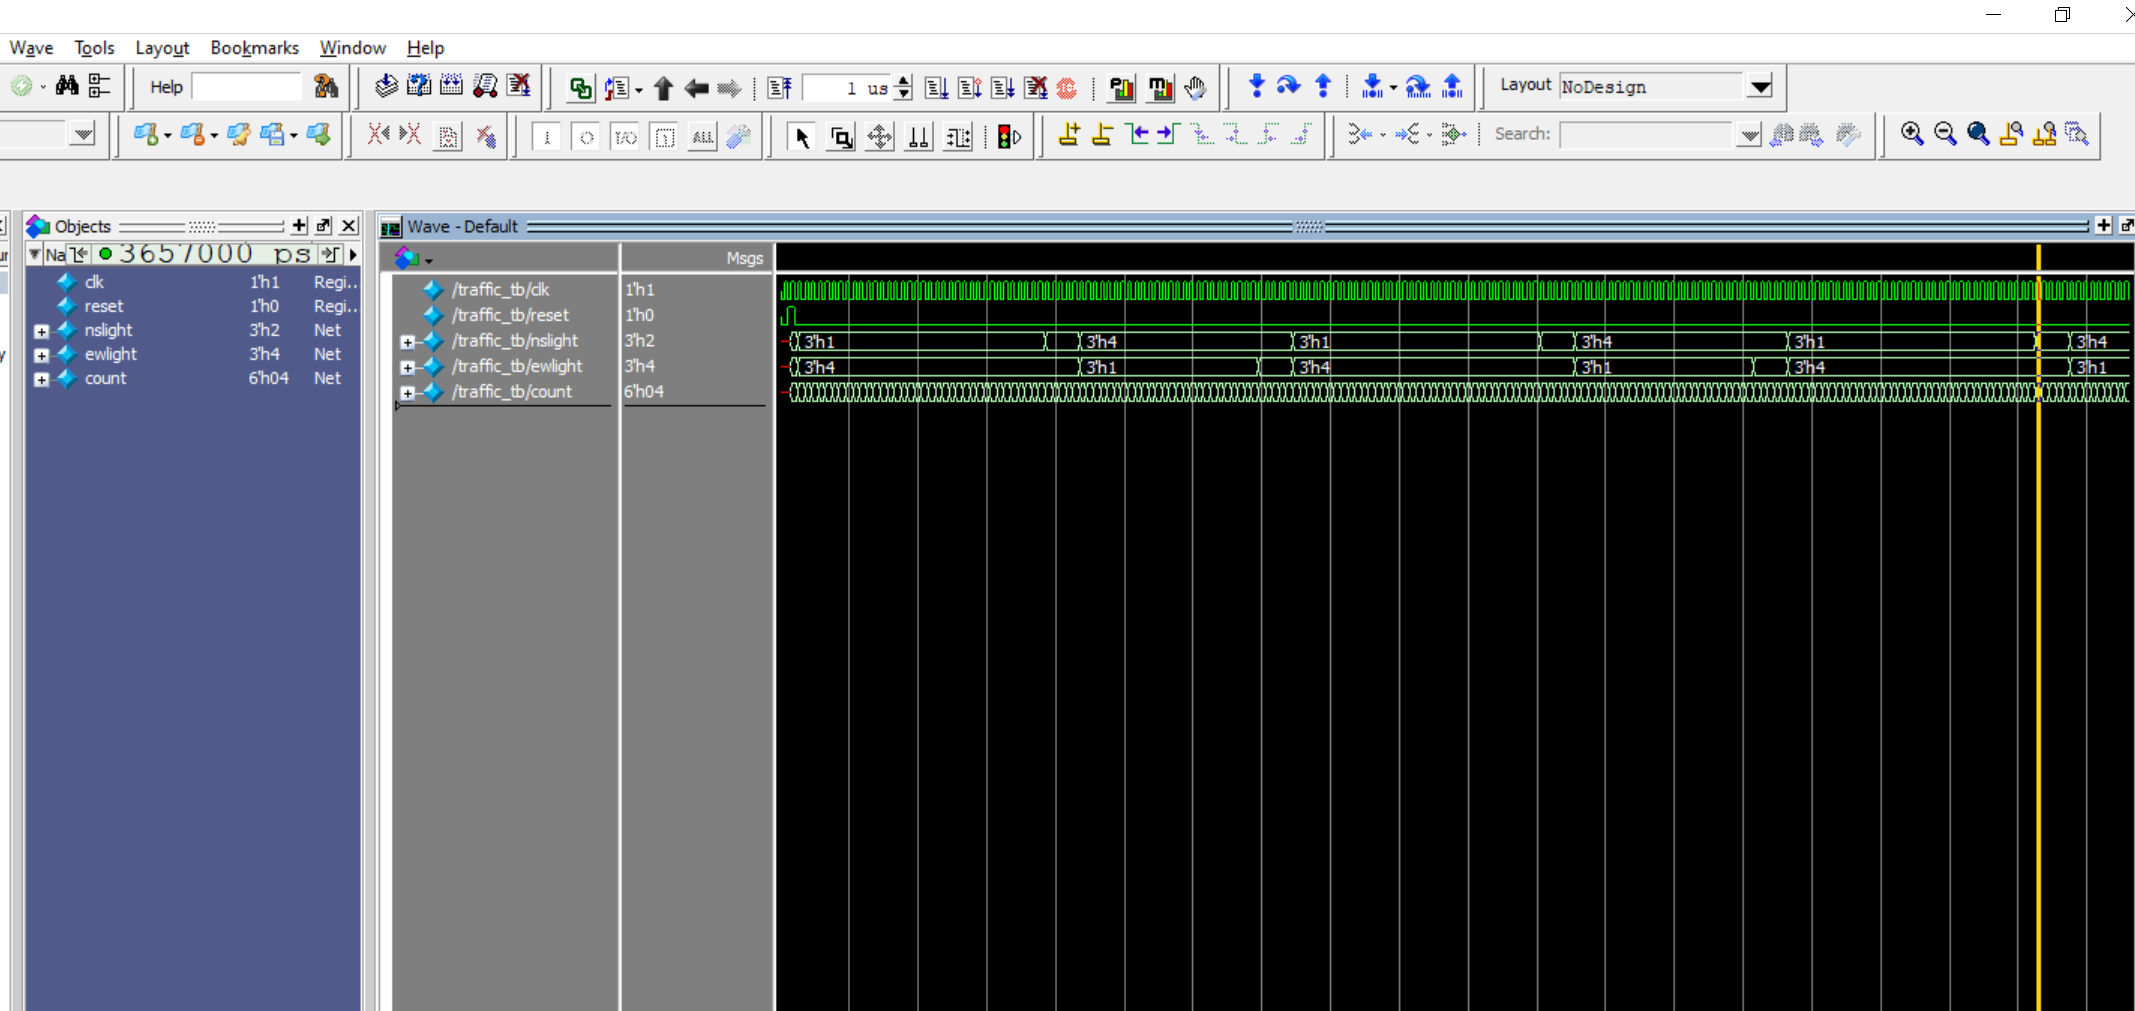 Wave Tools Layout Bookmarks Window Help
Help 1 us Layout NoDesign
I O I/O ALL Search:
Objects
Wave - Default
Na 3657000 ps
Msgs
clk 1'h1 Regi...
reset 1'h0 Regi...
nslight 3'h2 Net
ewlight 3'h4 Net
count 6'h04 Net
/traffic_tb/clk 1'h1
/traffic_tb/reset 1'h0
/traffic_tb/nslight 3'h2 3'h1 3'h4 3'h1 3'h4 3'h1 3'h4
/traffic_tb/ewlight 3'h4 3'h4 3'h1 3'h4 3'h1 3'h4 3'h1
/traffic_tb/count 6'h04